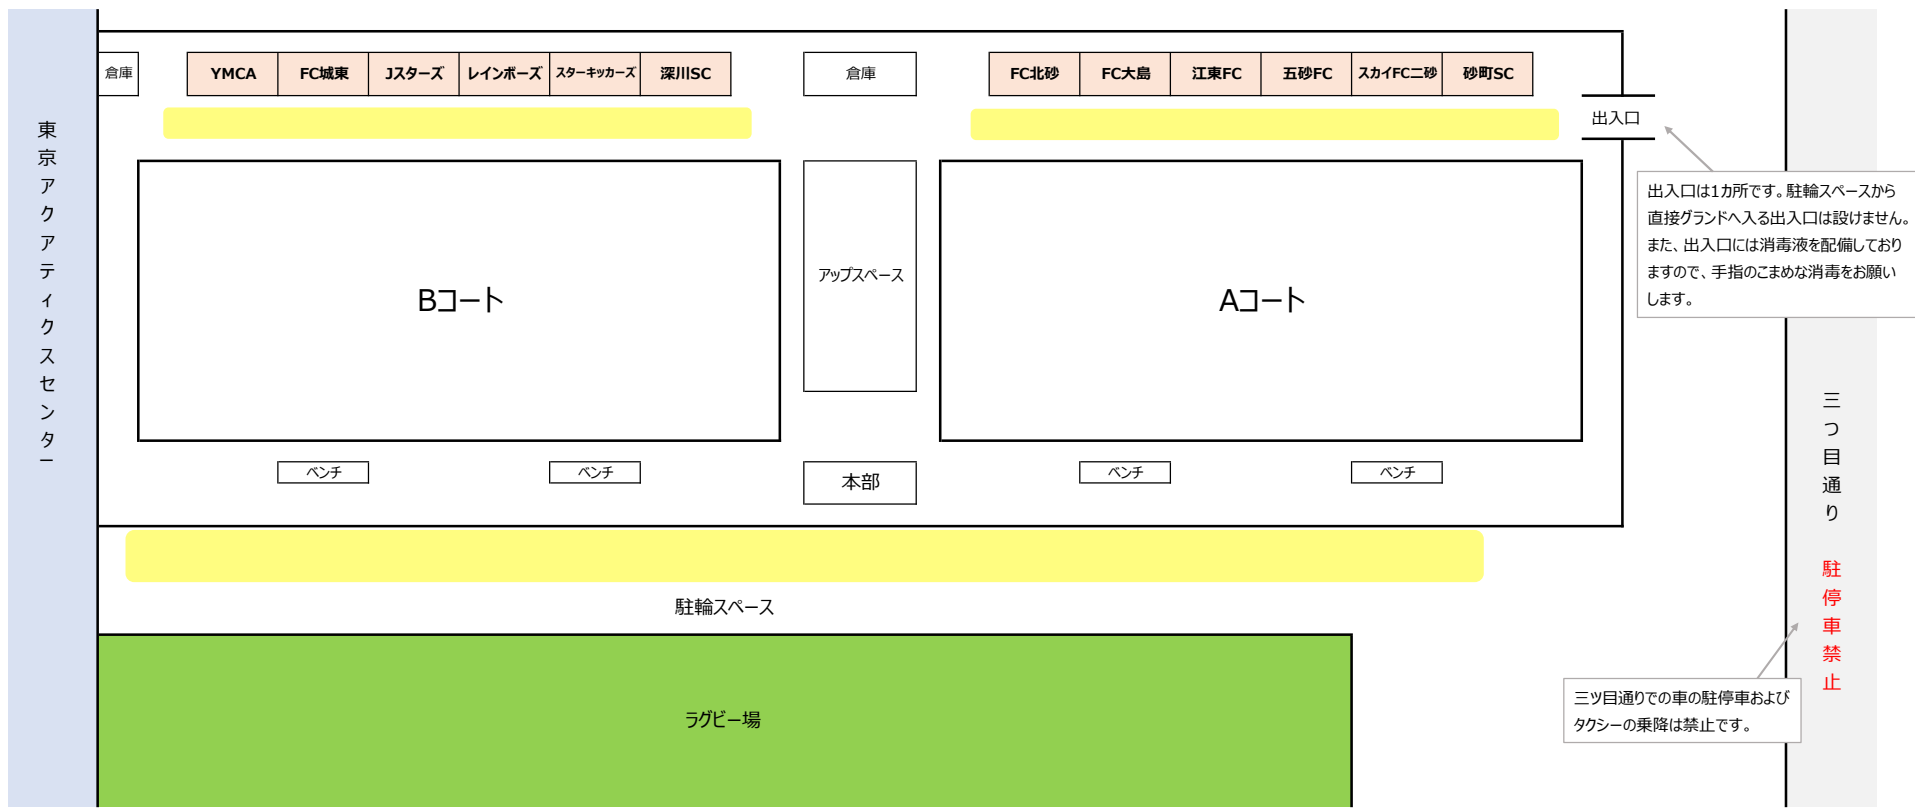 東京アクアティクスセンター
倉庫
YMCA FC城東 Jスターズ レインボーズ スターキッカーズ 深川SC
倉庫
FC北砂 FC大島 江東FC 五砂FC スカイFC二砂 砂町SC
出入口
出入口は1カ所です。駐輪スペースから
直接グランドへ入る出入口は設けません。
また、出入口には消毒液を配備しており
ますので、手指のこまめな消毒をお願い
します。
Bコート
アップスペース
Aコート
ベンチ
ベンチ
本部
ベンチ
ベンチ
三つ目通り 駐停車禁止
駐輪スペース
三ツ目通りでの車の駐停車および
タクシーの乗降は禁止です。
ラグビー場